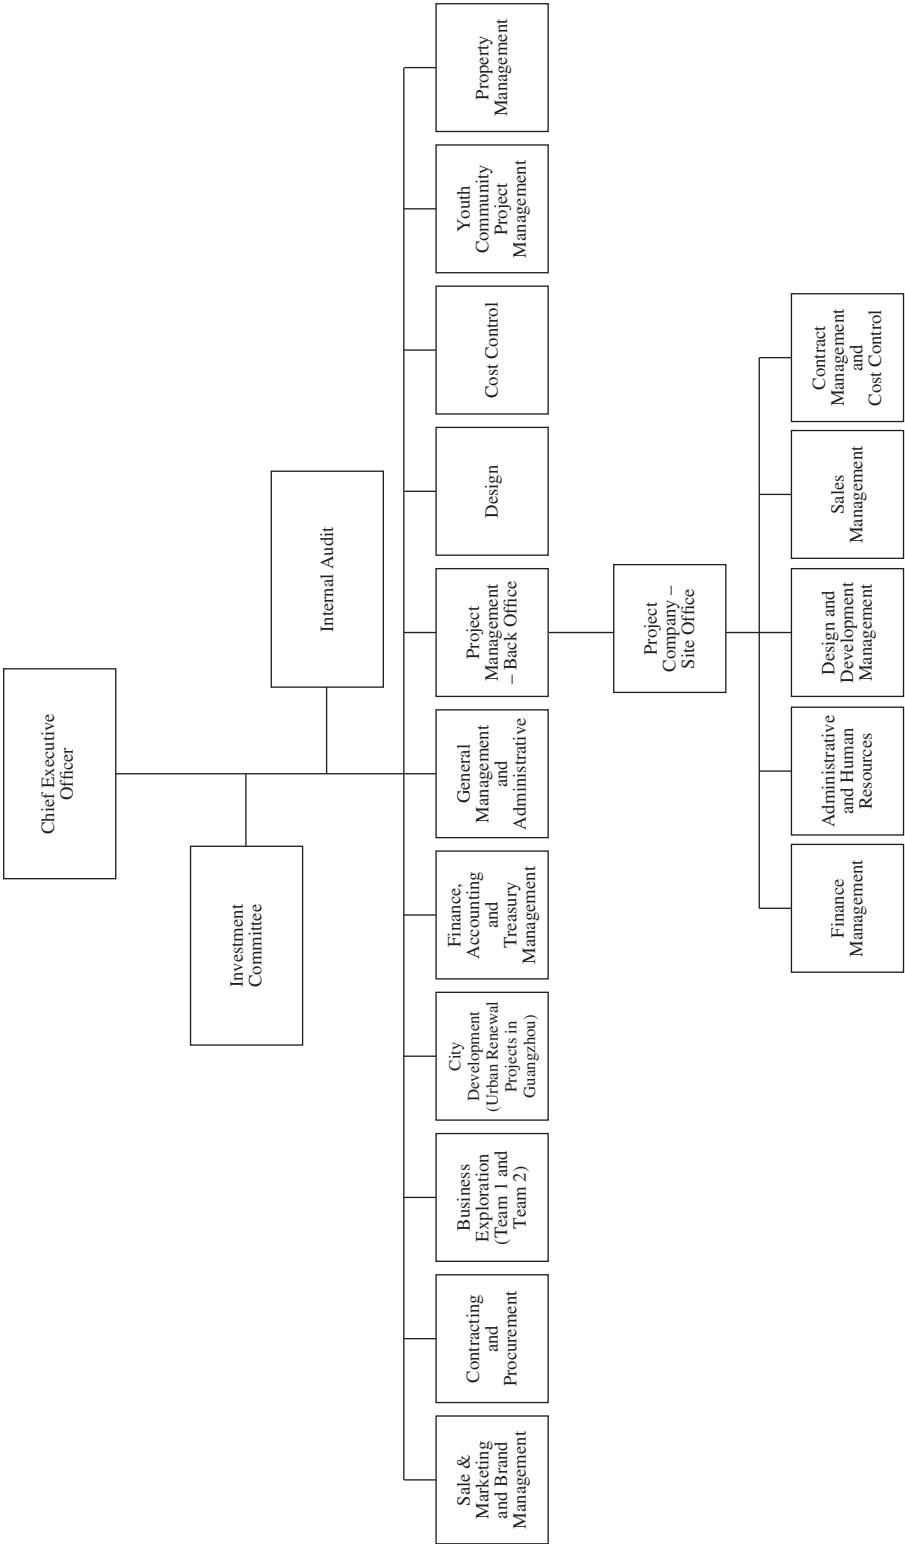 Chief Executive
Officer
Investment
Committee
Internal Audit
Sale &
Marketing
and Brand
Management
Contracting
and
Procurement
Business
Exploration
(Team 1 and
Team 2)
City
Development
(Urban Renewal
Projects in
Guangzhou)
Finance,
Accounting
and
Treasury
Management
General
Management
and
Administrative
Project
Management
– Back Office
Design
Cost Control
Youth
Community
Project
Management
Property
Management
Project
Company –
Site Office
Finance
Management
Administrative
and Human
Resources
Design and
Development
Management
Sales
Management
Contract
Management
and
Cost Control